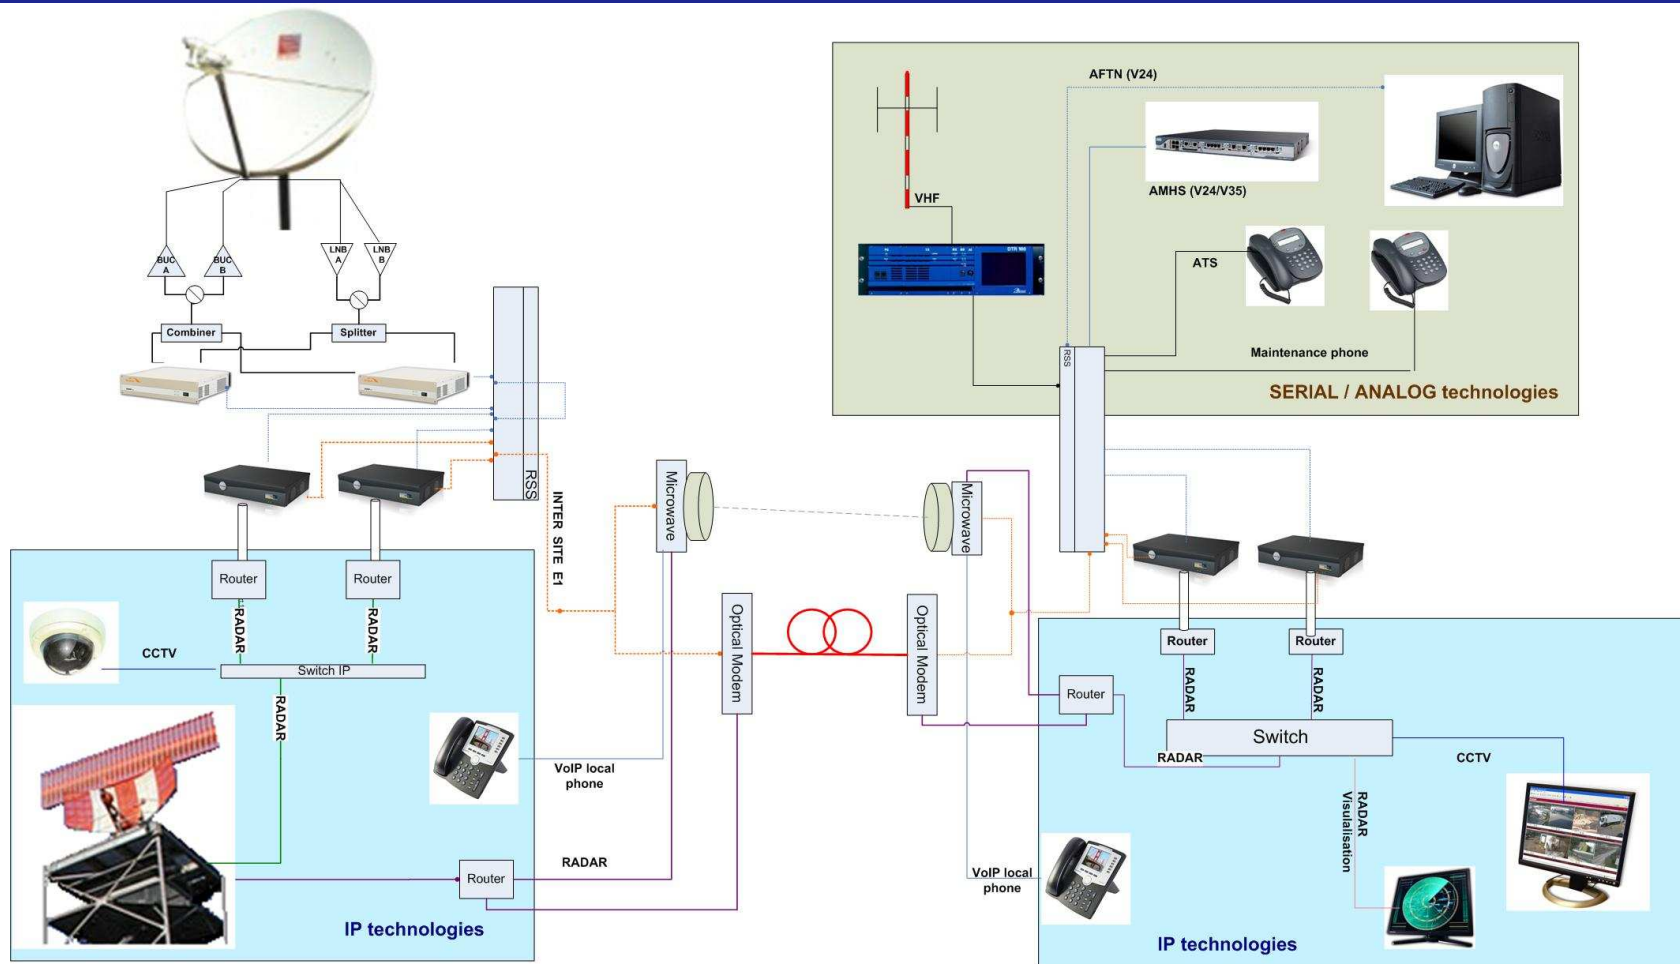 AFTN (V24)
AMHS (V24/V35)
VHF
DTR 100
ATS
Maintenance phone
SERIAL / ANALOG technologies
RSS
BUC
A
BUC
B
LNB
A
LNB
B
Combiner
Splitter
RSS
INTER SITE E1
Microwave
Microwave
Optical Modem
Optical Modem
Router
Router
RADAR
RADAR
CCTV
Switch IP
RADAR
VoIP local
phone
RADAR
Router
IP technologies
Router
Router
RADAR
RADAR
Router
Switch
RADAR
CCTV
RADAR
Visulalisation
VoIP local
phone
IP technologies